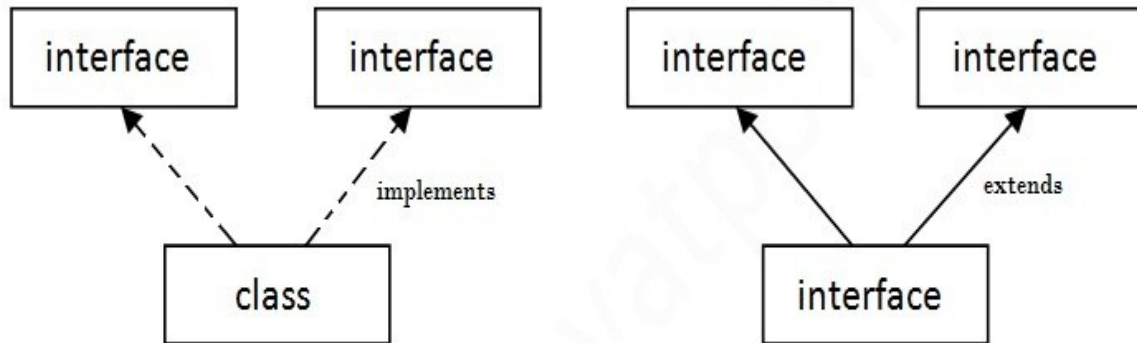 interface interface interface interface
implements extends
class interface